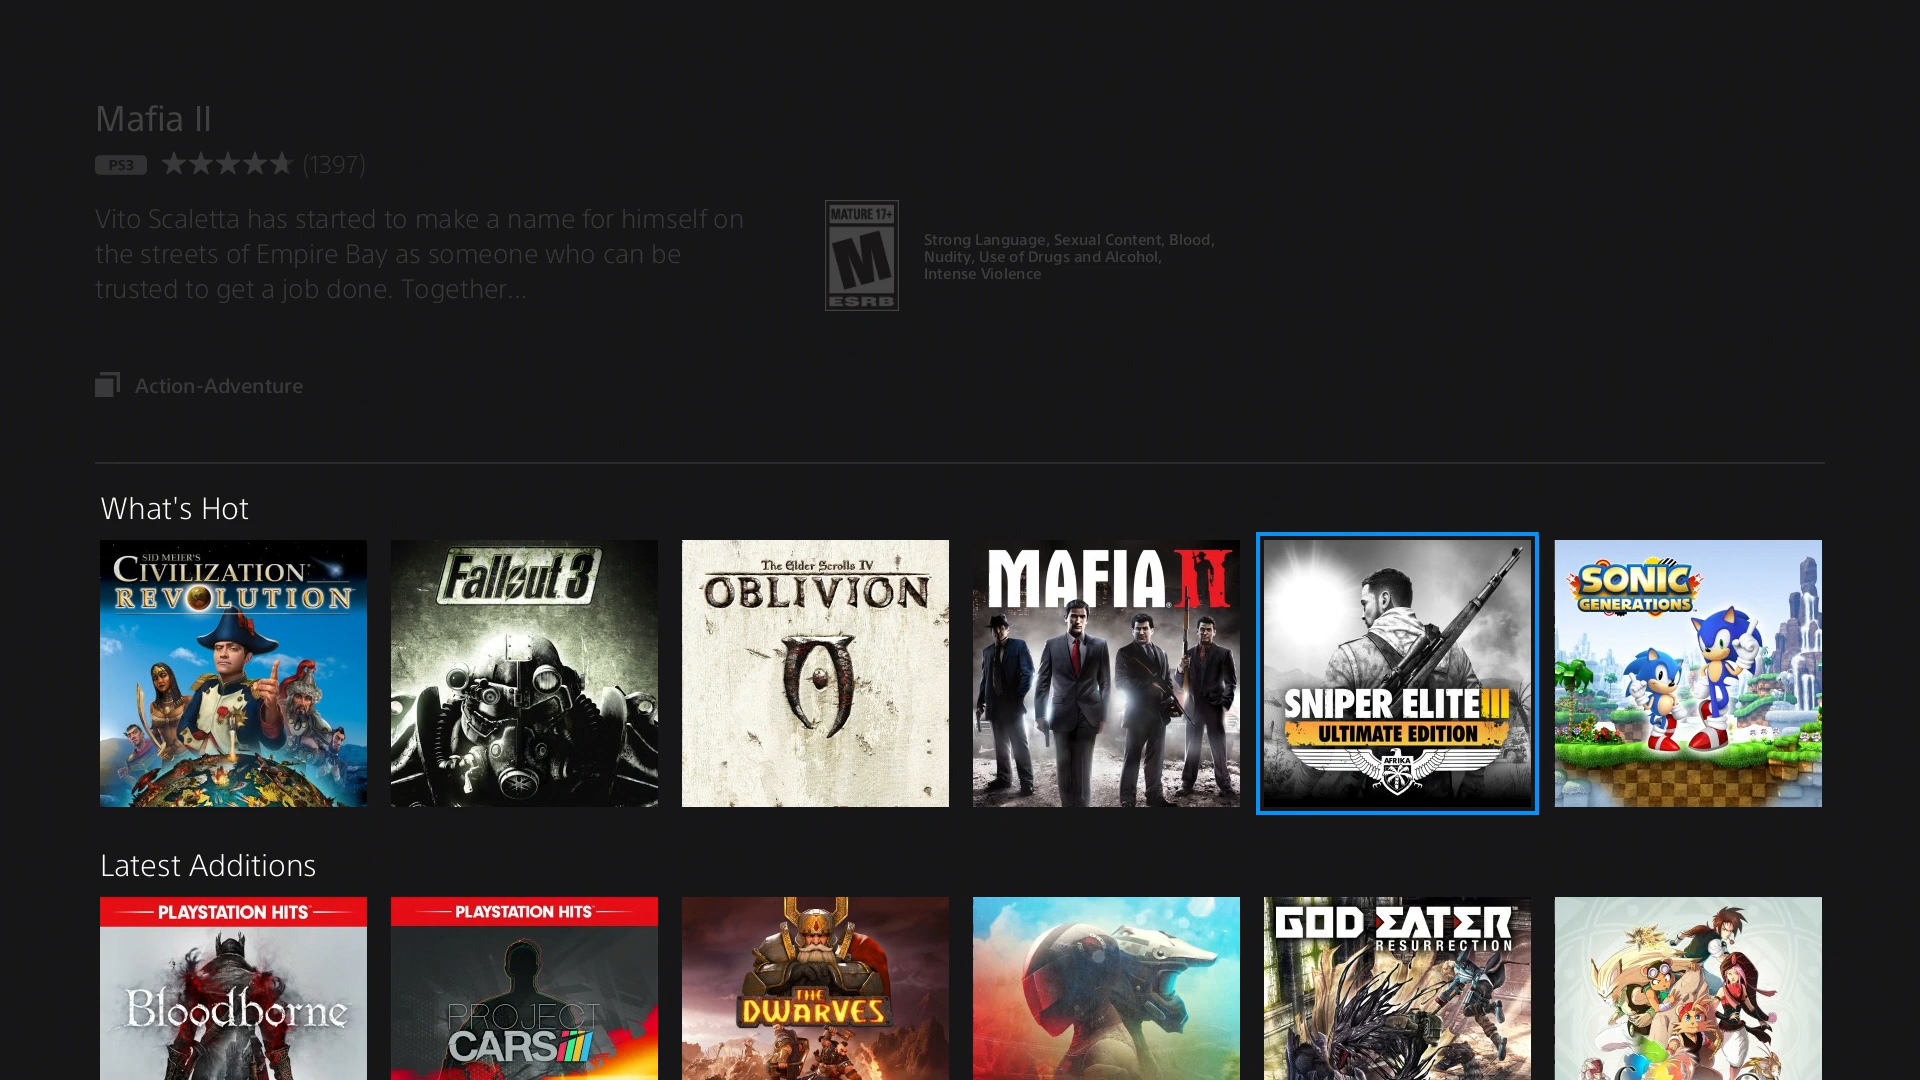 Mafia II
PS3 (1397)
Vito Scaletta has started to make a name for himself on
the streets of Empire Bay as someone who can be
trusted to get a job done. Together...
MATURE 17+
M
ESRB
Strong Language, Sexual Content, Blood,
Nudity, Use of Drugs and Alcohol,
Intense Violence
Action-Adventure
What's Hot
SID MEIER'S
CIVILIZATION
REVOLUTION
Fallout 3
The Elder Scrolls IV
OBLIVION
MAFIA II
SNIPER ELITE III
ULTIMATE EDITION
AFRIKA
SONIC
GENERATIONS
Latest Additions
PLAYSTATION HITS
Bloodborne
PLAYSTATION HITS
PROJECT
CARS
THE
DWARVES
GOD EATER
RESURRECTION